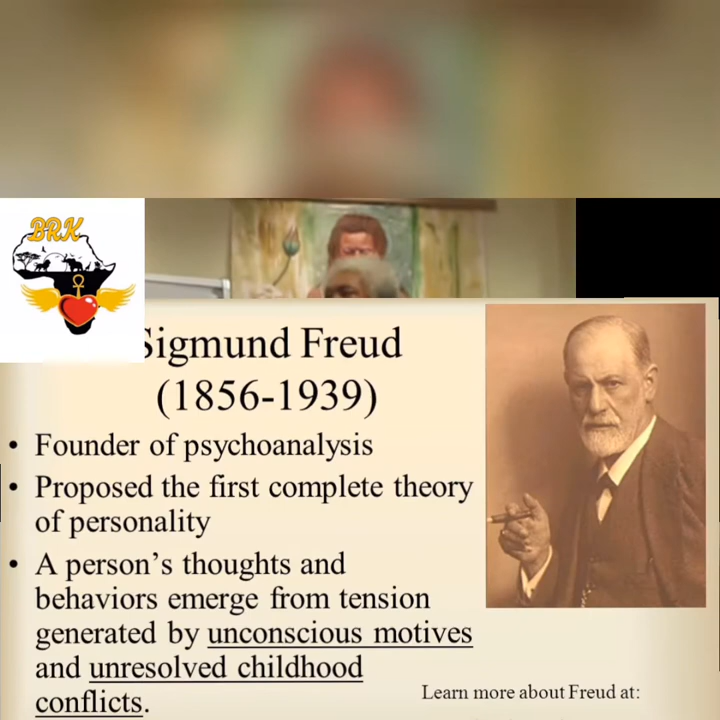 BRK
Sigmund Freud
(1856-1939)
• Founder of psychoanalysis
• Proposed the first complete theory
of personality
• A person’s thoughts and
behaviors emerge from tension
generated by unconscious motives
and unresolved childhood
conflicts.
Learn more about Freud at: